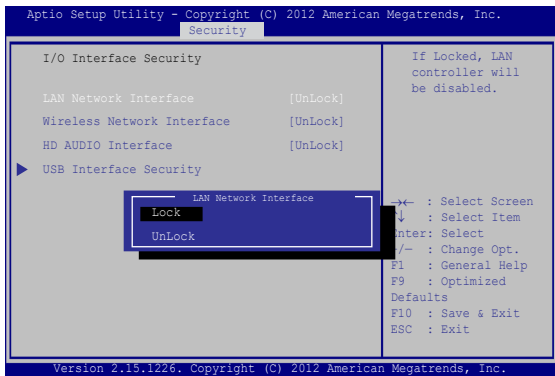 Aptio Setup Utility - Copyright (C) 2012 American Megatrends, Inc.
Security
I/O Interface Security
LAN Network Interface [UnLock]
Wireless Network Interface [UnLock]
HD AUDIO Interface [UnLock]
USB Interface Security
LAN Network Interface
Lock
UnLock
If Locked, LAN
controller will
be disabled.
→← : Select Screen
↑↓ : Select Item
Enter: Select
+/— : Change Opt.
F1 : General Help
F9 : Optimized
Defaults
F10 : Save & Exit
ESC : Exit
Version 2.15.1226. Copyright (C) 2012 American Megatrends, Inc.